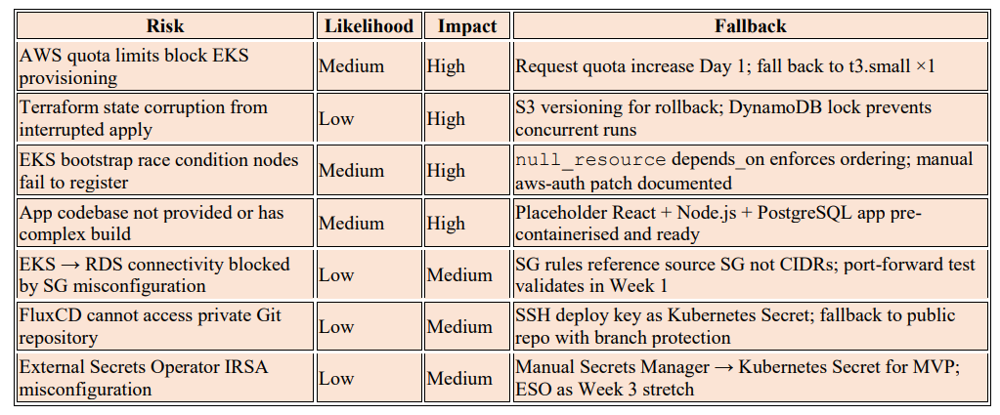 Risk Likelihood Impact Fallback
AWS quota limits block EKS
provisioning
Medium
High
Request quota increase Day 1; fall back to t3.small ×1
Terraform state corruption from
interrupted apply
Low
High
S3 versioning for rollback; DynamoDB lock prevents
concurrent runs
EKS bootstrap race condition nodes
fail to register
Medium
High
null_resource depends_on enforces ordering; manual
aws-auth patch documented
App codebase not provided or has
complex build
Medium
High
Placeholder React + Node.js + PostgreSQL app pre-
containerised and ready
EKS → RDS connectivity blocked
by SG misconfiguration
Low
Medium
SG rules reference source SG not CIDRs; port-forward test
validates in Week 1
FluxCD cannot access private Git
repository
Low
Medium
SSH deploy key as Kubernetes Secret; fallback to public
repo with branch protection
External Secrets Operator IRSA
misconfiguration
Low
Medium
Manual Secrets Manager → Kubernetes Secret for MVP;
ESO as Week 3 stretch